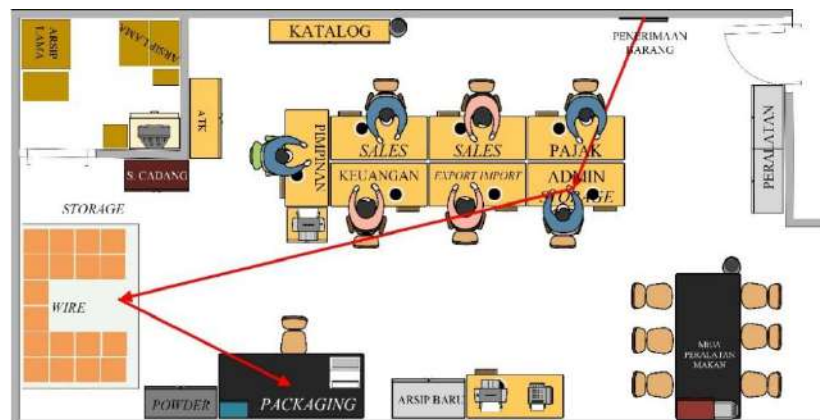 ARSIP
LAMA
ARSIP
LAMA
KATALOG
PENERIMAAN
BARANG
ATK
PIMPINAN
SALES
SALES
PAJAK
PERALATAN
KEUANGAN
EXPORT IMPORT
ADMIN
STORAGE
S. CADANG
STORAGE
WIRE
MEJA
PERALATAN
MAKAN
POWDER
PACKAGING
ARSIP BARU